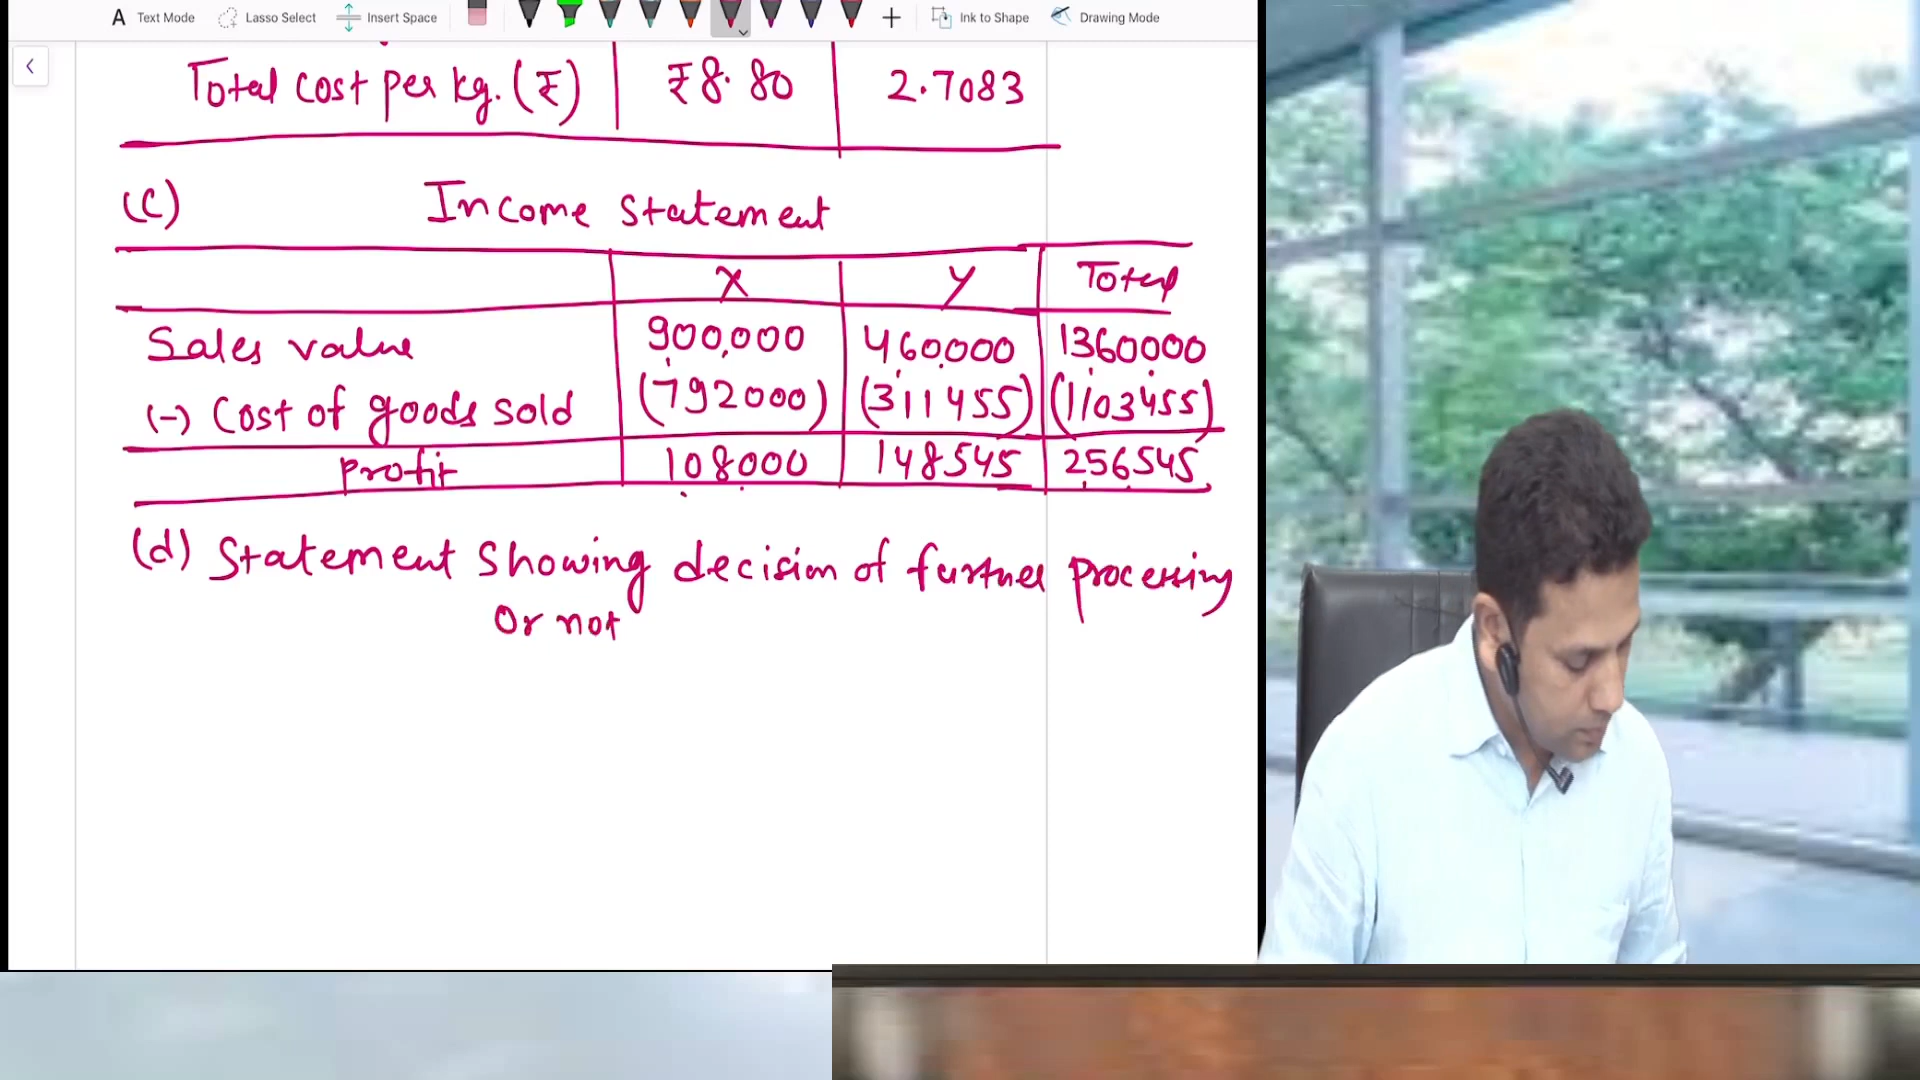 A Text Mode Lasso Select Insert Space Ink to Shape Drawing Mode
Total cost per kg. (₹) ₹8.80 2.7083
(c) Income statement
X Y Total
Sales value 900,000 460000 1360000
(-) Cost of goods sold (792000) (311455) (1103455)
profit 108000 148545 256545
(d) Statement showing decision of further processing
or not